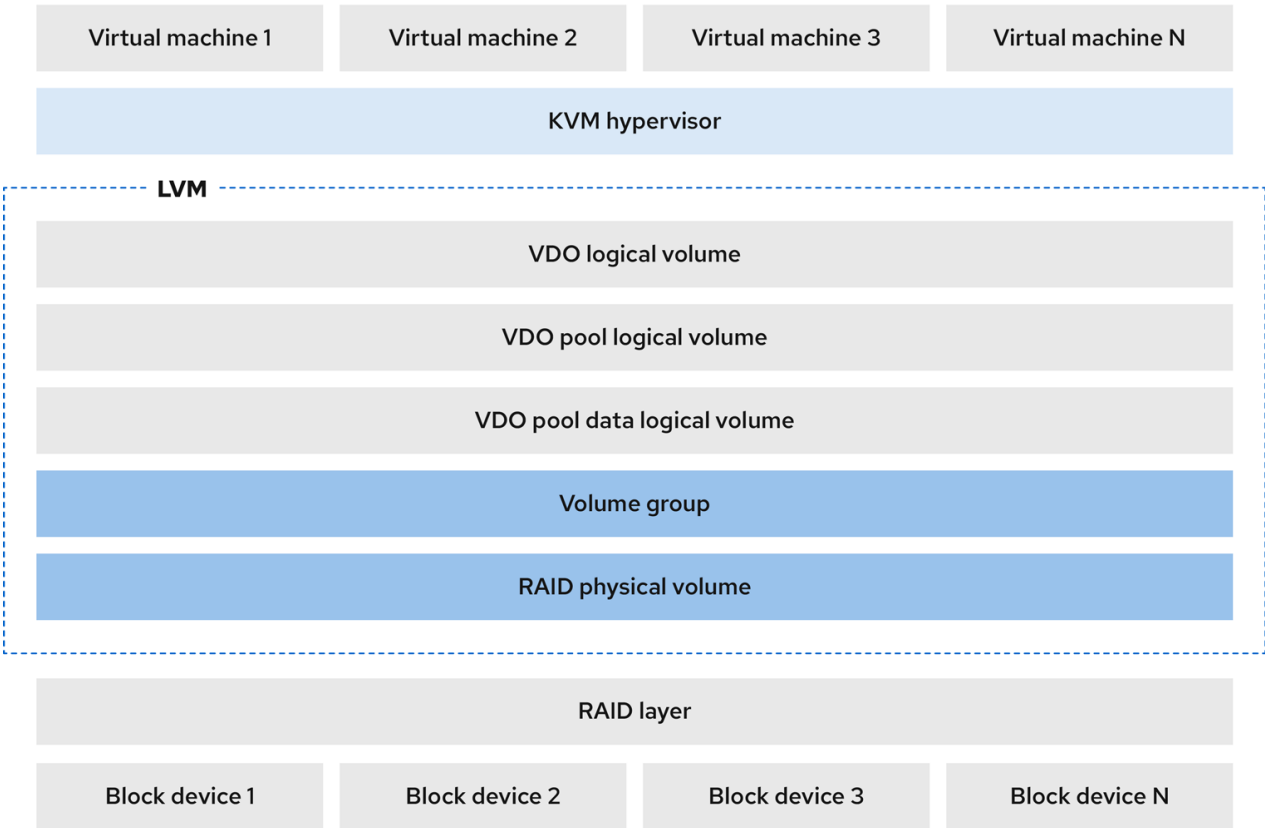 Virtual machine 1
Virtual machine 2
Virtual machine 3
Virtual machine N
KVM hypervisor
LVM
VDO logical volume
VDO pool logical volume
VDO pool data logical volume
Volume group
RAID physical volume
RAID layer
Block device 1
Block device 2
Block device 3
Block device N